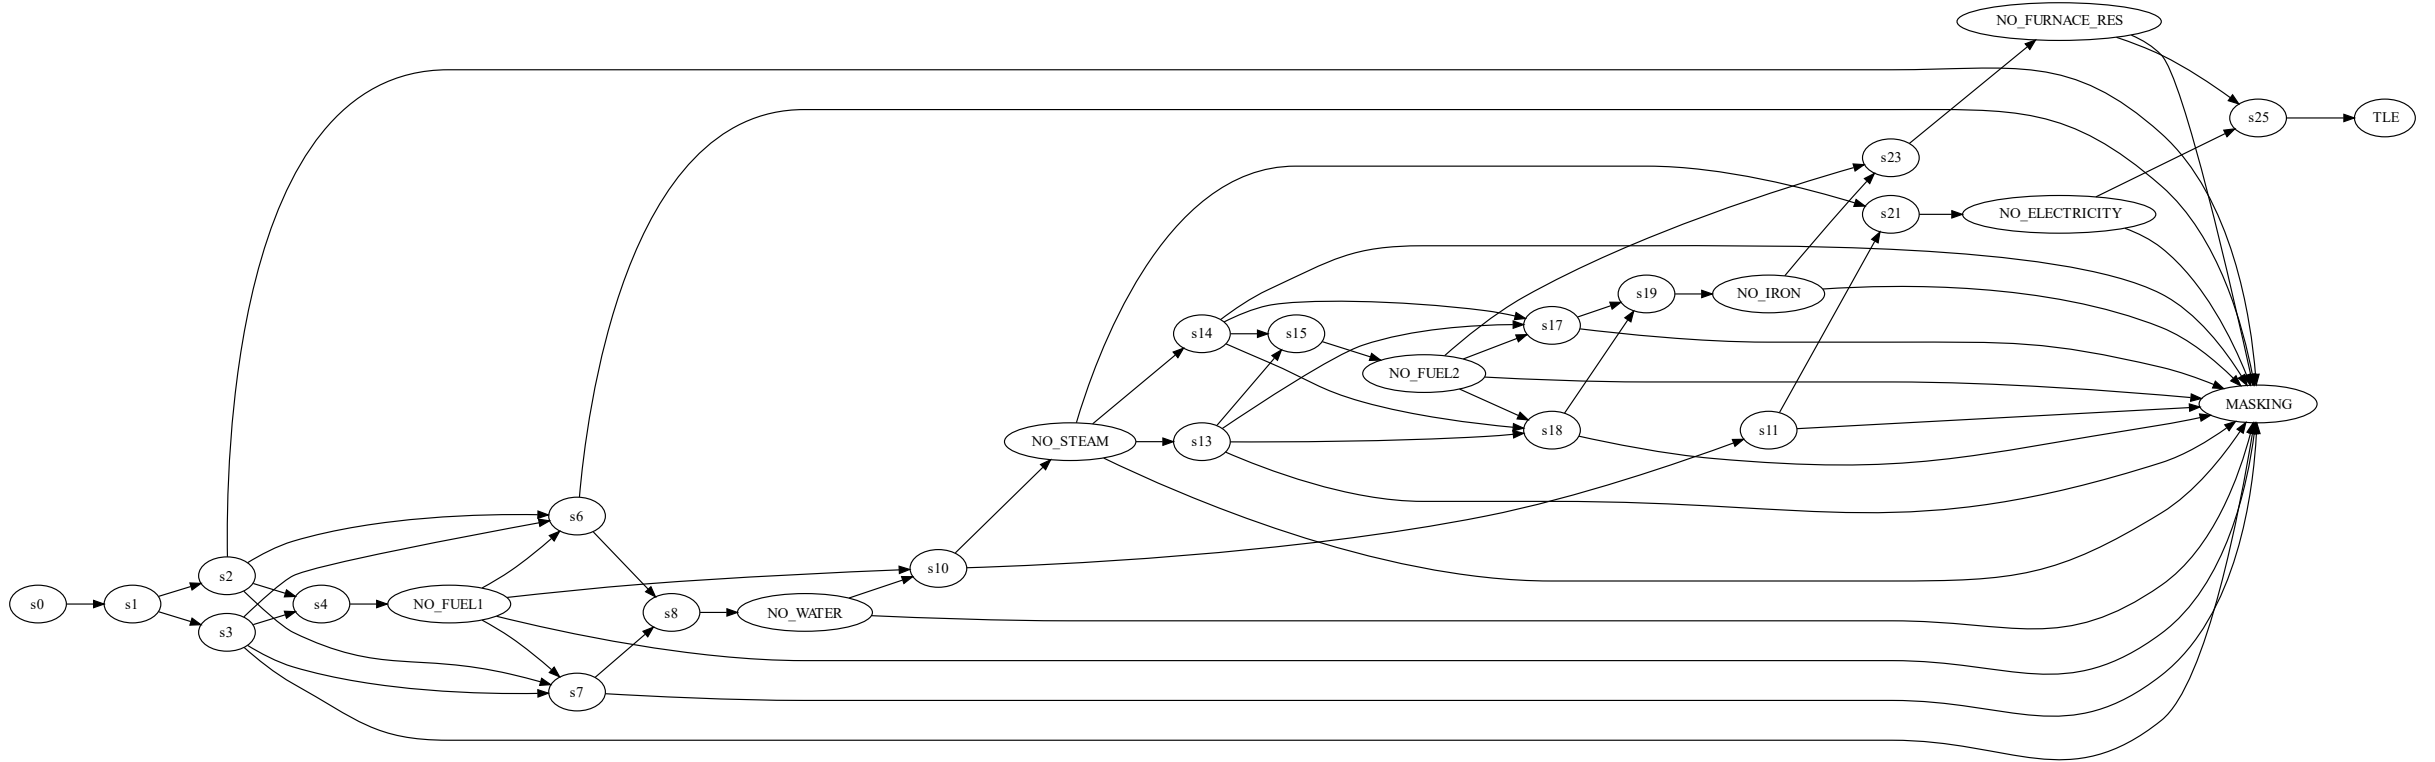 NO_FURNACE_RES
s25
TLE
s23
s21
NO_ELECTRICITY
s19
NO_IRON
s14
s15
s17
NO_FUEL2
MASKING
NO_STEAM
s13
s18
s11
s6
s10
s2
s0
s1
s4
NO_FUEL1
s8
NO_WATER
s3
s7